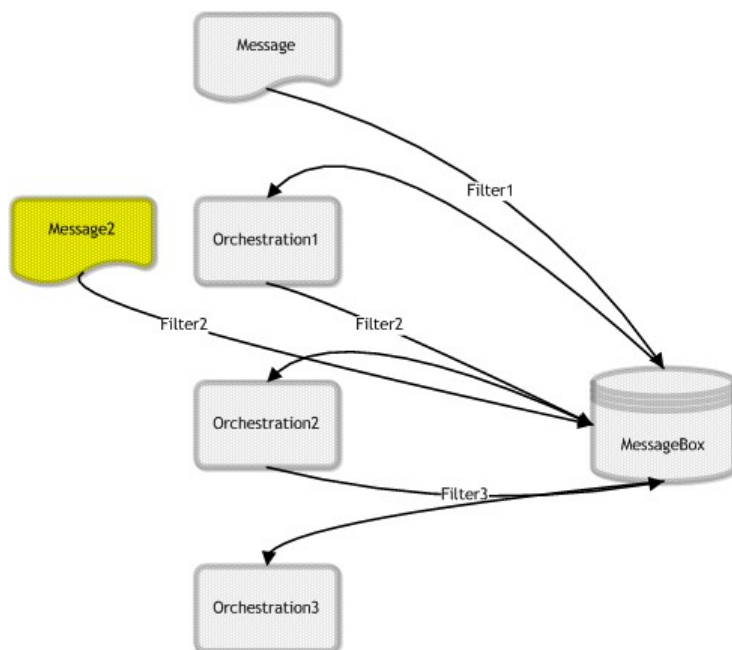 Message
Filter1
Message2
Orchestration1
Filter2
Filter2
Orchestration2
MessageBox
Filter3
Orchestration3